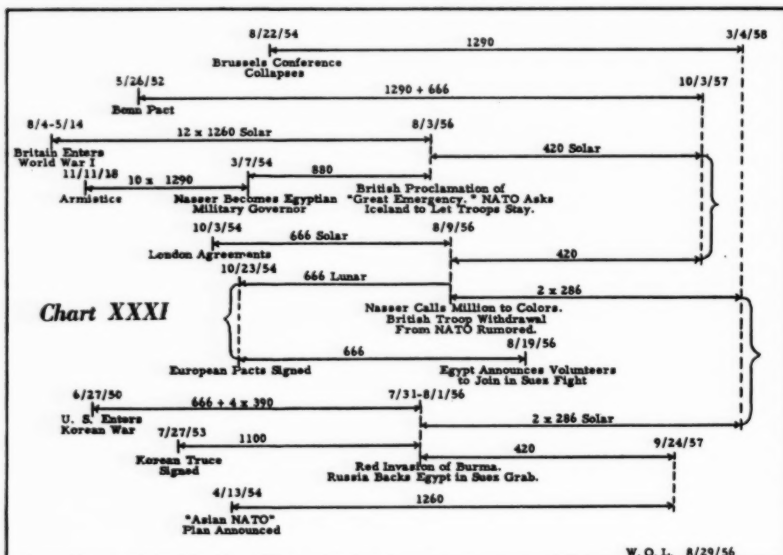 8/22/54 1290 3/4/58
Brussels Conference
Collapses
5/26/52 1290 + 666 10/3/57
Bonn Pact
8/4-5/14 12 x 1260 Solar 8/3/56
Britain Enters
World War I
420 Solar
11/11/18 10 x 1290 3/7/54 880
Armistice
Nasser Becomes Egyptian
Military Governor
British Proclamation of
"Great Emergency." NATO Asks
Iceland to Let Troops Stay.
10/3/54 666 Solar 8/9/56
London Agreements
420
10/23/54 666 Lunar
2 x 286
Chart XXXI
Nasser Calls Million to Colors.
British Troop Withdrawal
From NATO Rumored.
666 8/19/56
European Pacts Signed
Egypt Announces Volunteers
to Join in Suez Fight
6/27/50 666 + 4 x 390 7/31-8/1/56
U. S. Enters
Korean War
2 x 286 Solar
7/27/53 1100 420 9/24/57
Korean Truce
Signed
Red Invasion of Burma.
Russia Backs Egypt in Suez Grab.
4/13/54 1260
"Asian NATO"
Plan Announced
W. O. L. 8/29/56